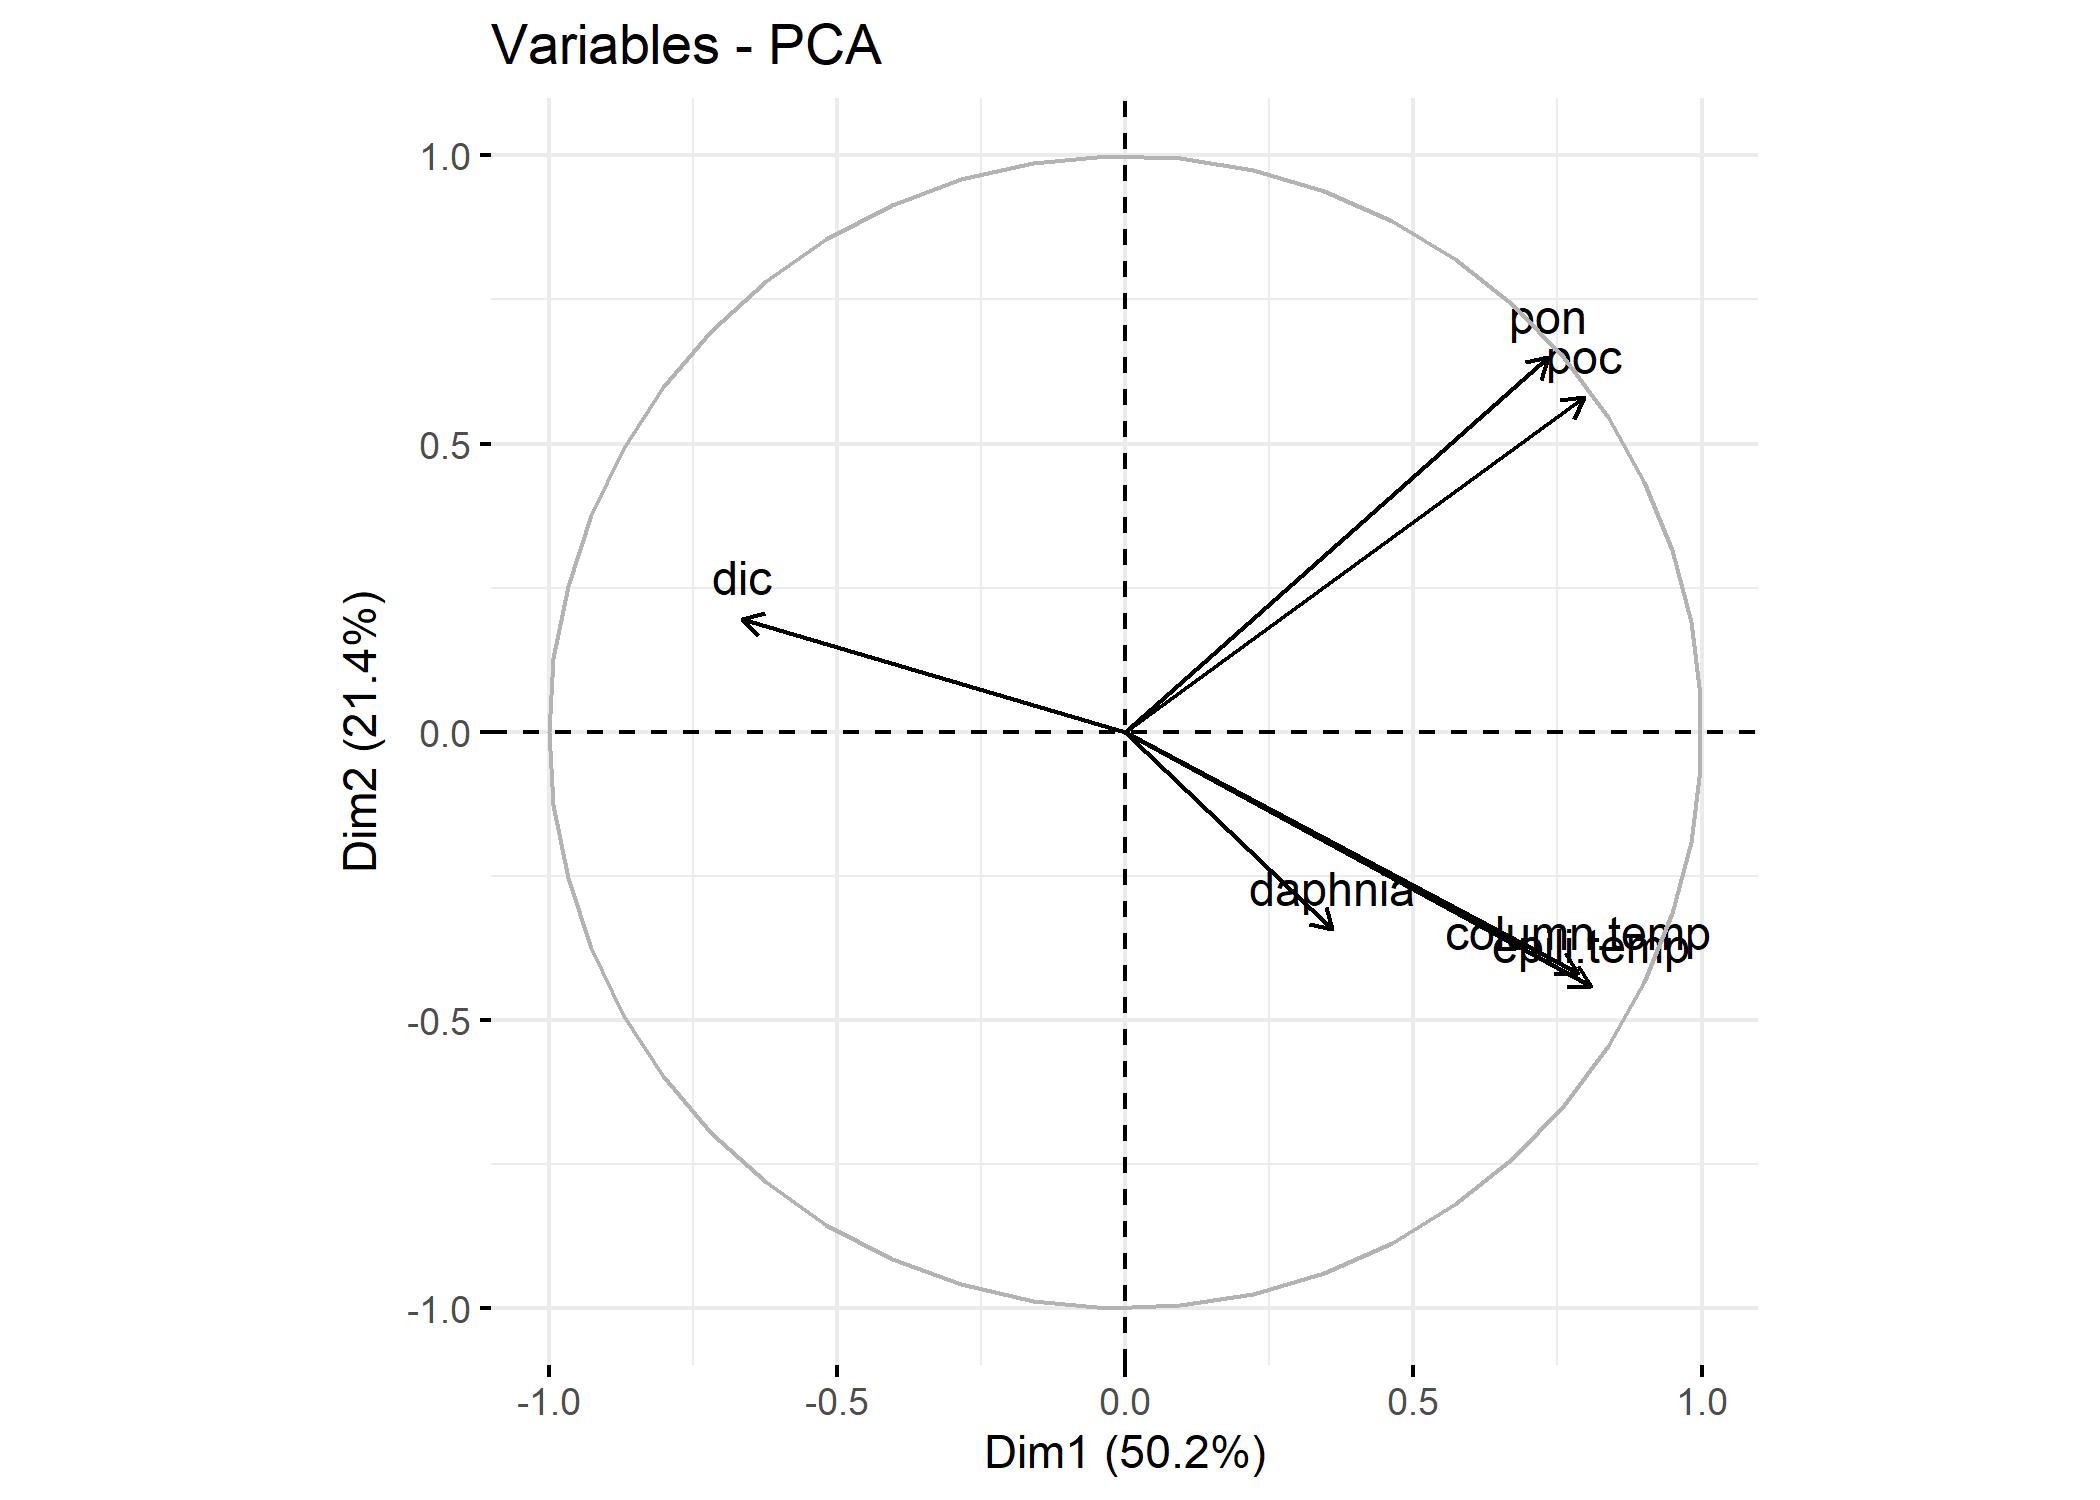 Variables - PCA
1.0
0.5
0.0
-0.5
-1.0
Dim2 (21.4%)
pon
poc
dic
daphnia
column.temp
epili.temp
-1.0
-0.5
0.0
0.5
1.0
Dim1 (50.2%)